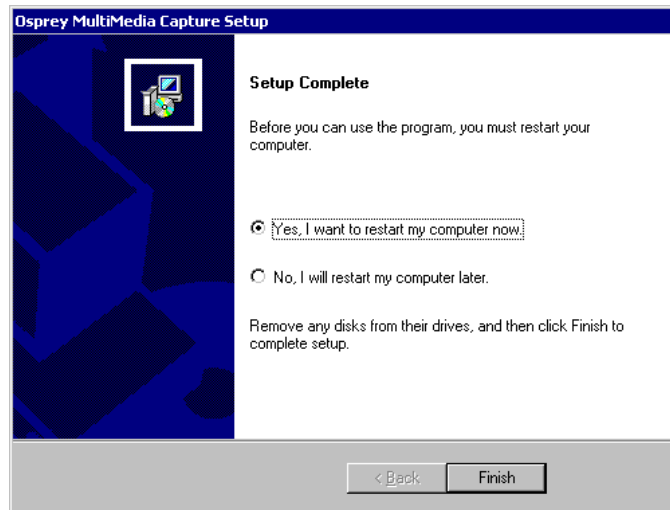 Osprey MultiMedia Capture Setup
Setup Complete
Before you can use the program, you must restart your
computer.
Yes, I want to restart my computer now.
No, I will restart my computer later.
Remove any disks from their drives, and then click Finish to
complete setup.
< Back
Finish